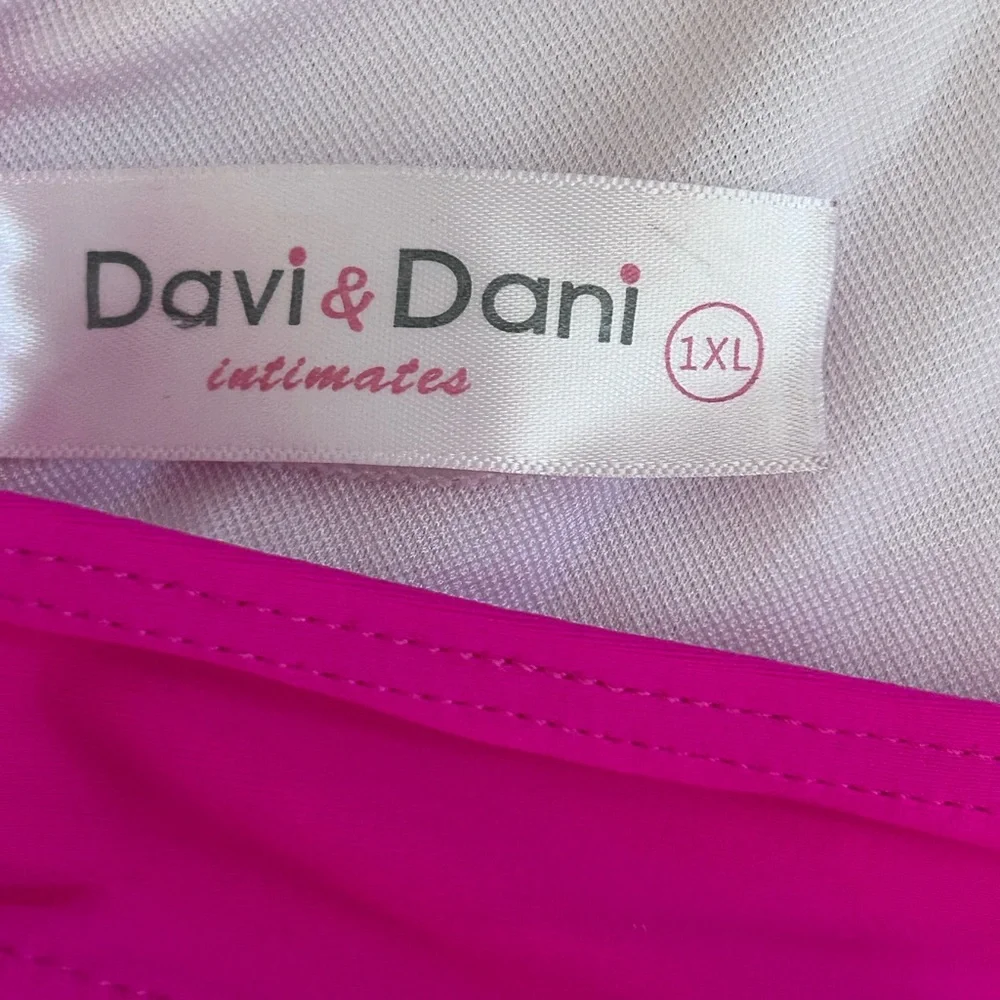 Davi & Dani
intimates
1XL